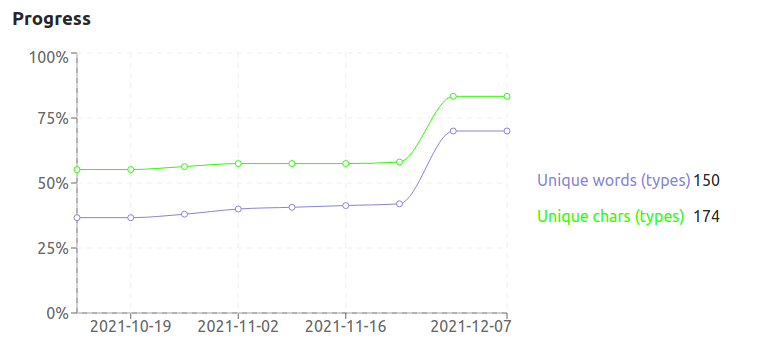 Progress
100%
75%
50%
25%
0%
2021-10-19 2021-11-02 2021-11-16 2021-12-07
Unique words (types) 150
Unique chars (types) 174